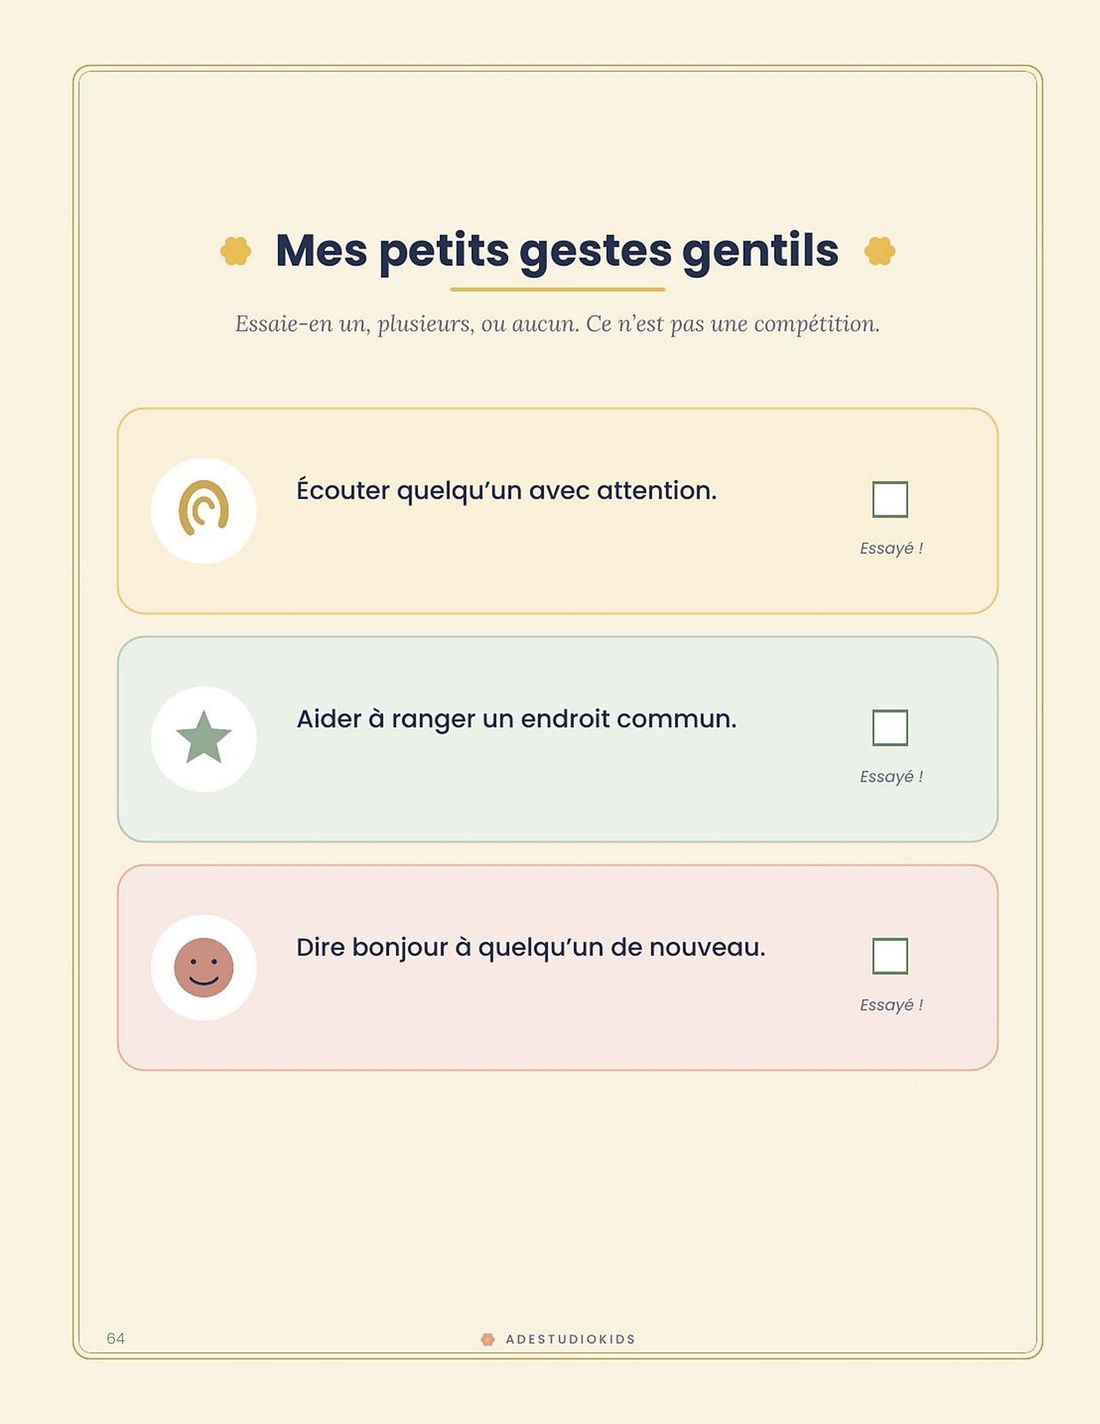 Mes petits gestes gentils
Essaie-en un, plusieurs, ou aucun. Ce n’est pas une compétition.
Écouter quelqu’un avec attention.
Essayé !
Aider à ranger un endroit commun.
Essayé !
Dire bonjour à quelqu’un de nouveau.
Essayé !
64
ADESTUDIOKIDS